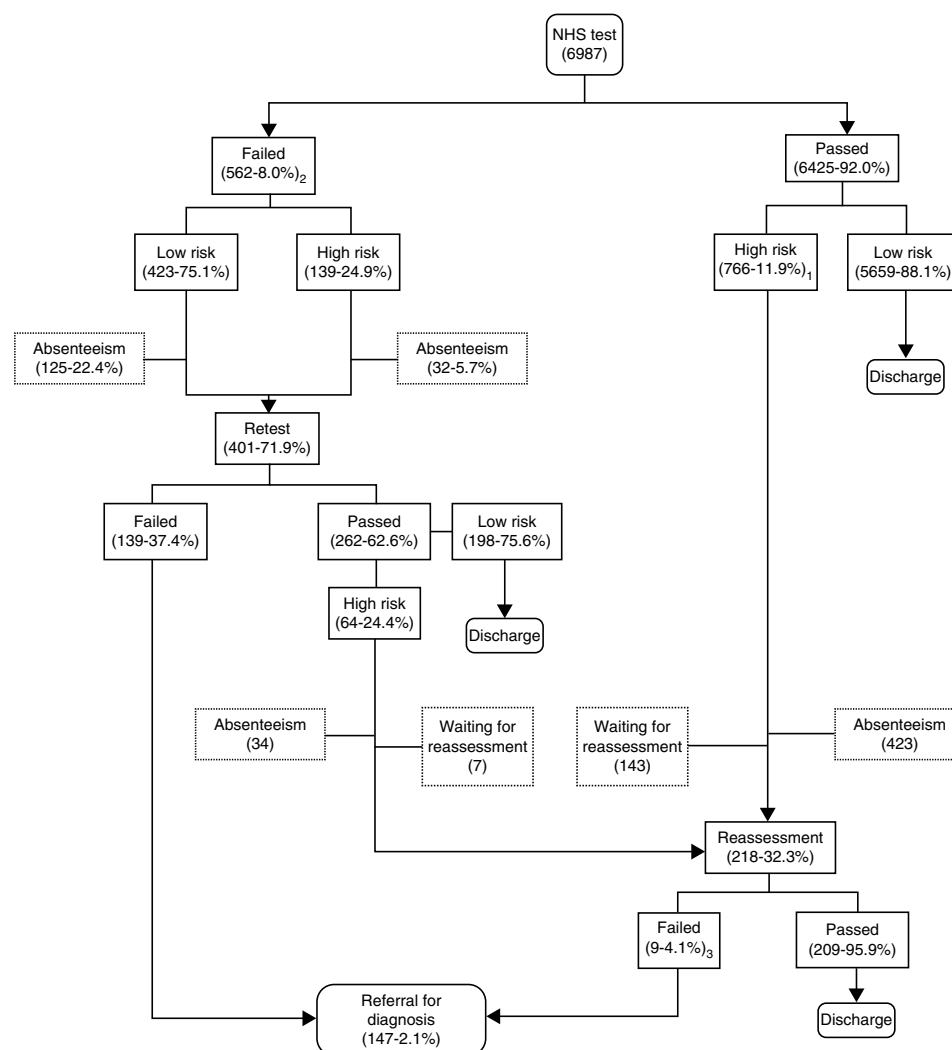 NHS test
(6987)
Failed
(562-8.0%)2
Passed
(6425-92.0%)
Low risk
(423-75.1%)
High risk
(139-24.9%)
High risk
(766-11.9%)1
Low risk
(5659-88.1%)
Absenteeism
(125-22.4%)
Absenteeism
(32-5.7%)
Discharge
Retest
(401-71.9%)
Failed
(139-37.4%)
Passed
(262-62.6%)
Low risk
(198-75.6%)
High risk
(64-24.4%)
Discharge
Absenteeism
(34)
Waiting for
reassessment
(7)
Waiting for
reassessment
(143)
Absenteeism
(423)
Reassessment
(218-32.3%)
Failed
(9-4.1%)3
Passed
(209-95.9%)
Referral for
diagnosis
(147-2.1%)
Discharge